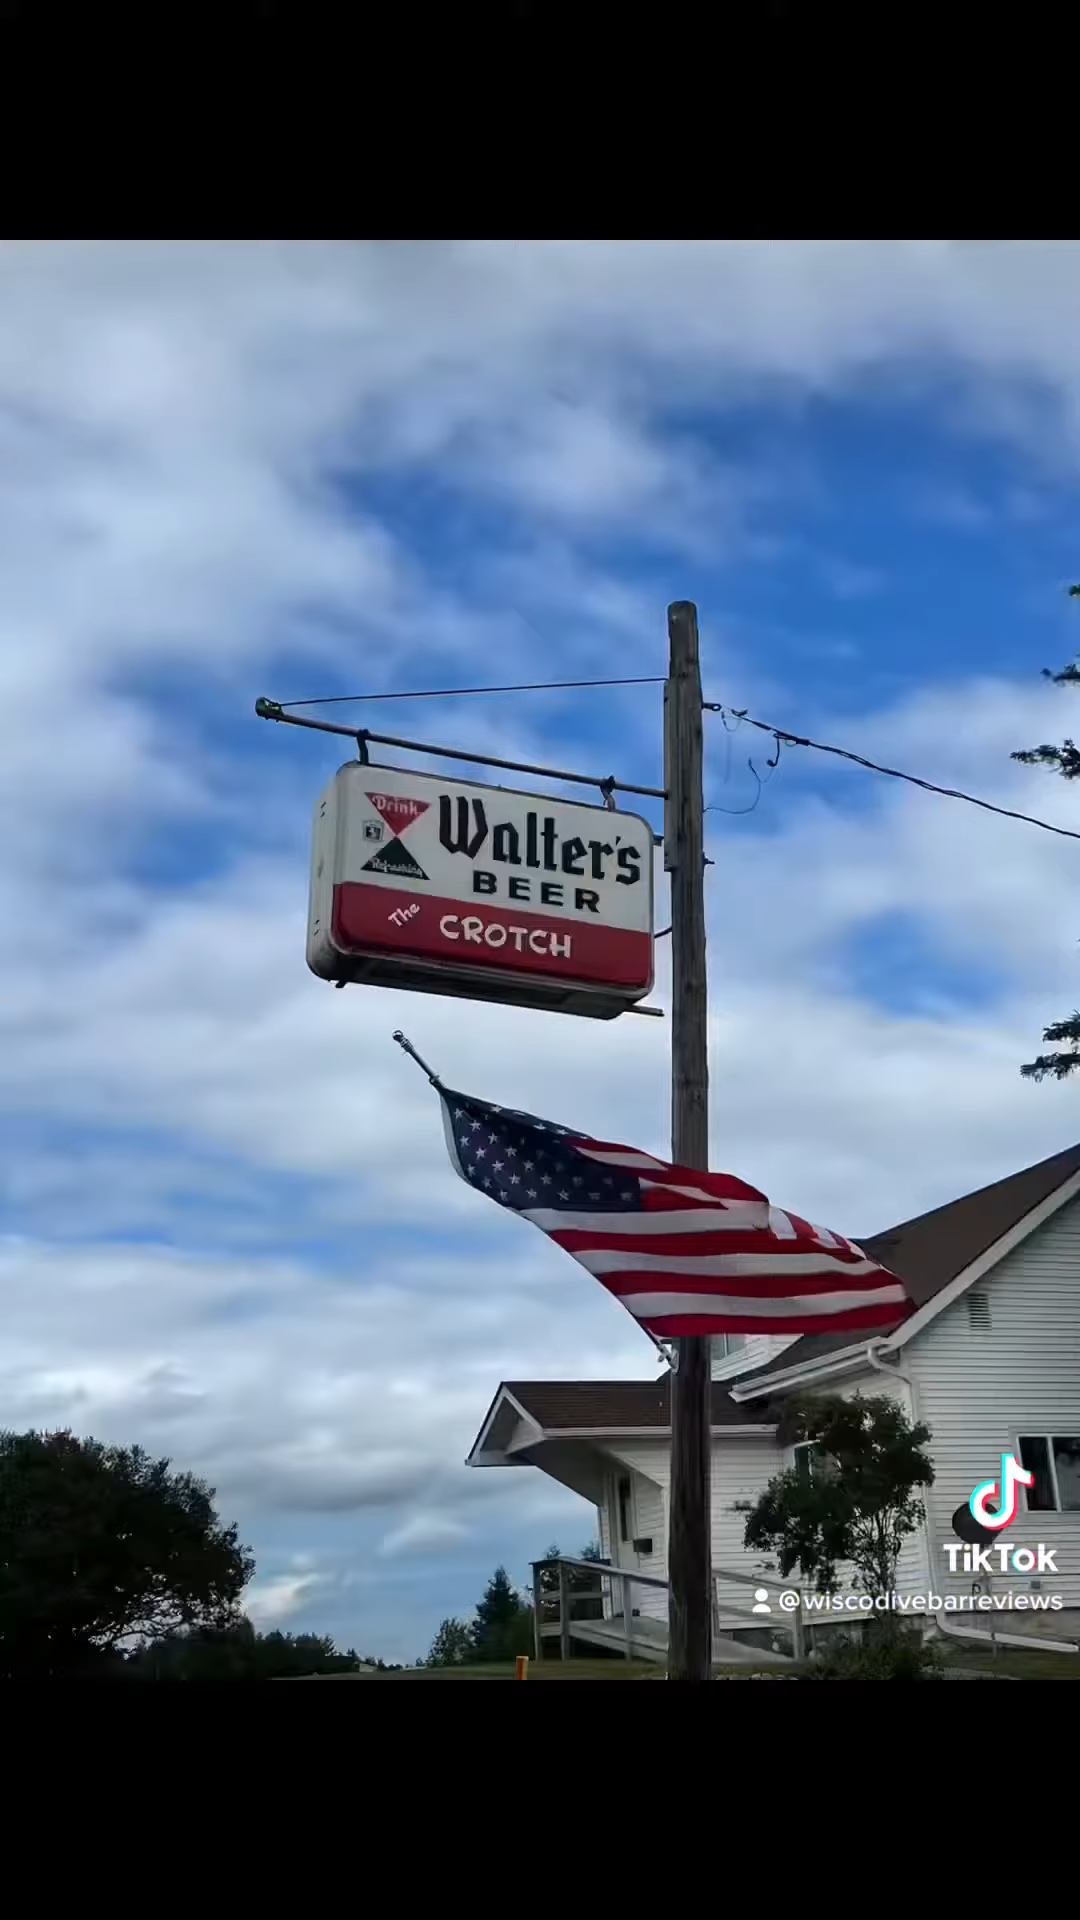 Drink
Walter's
Refreshing
BEER
The CROTCH
TikTok
@wiscodivebarreviews